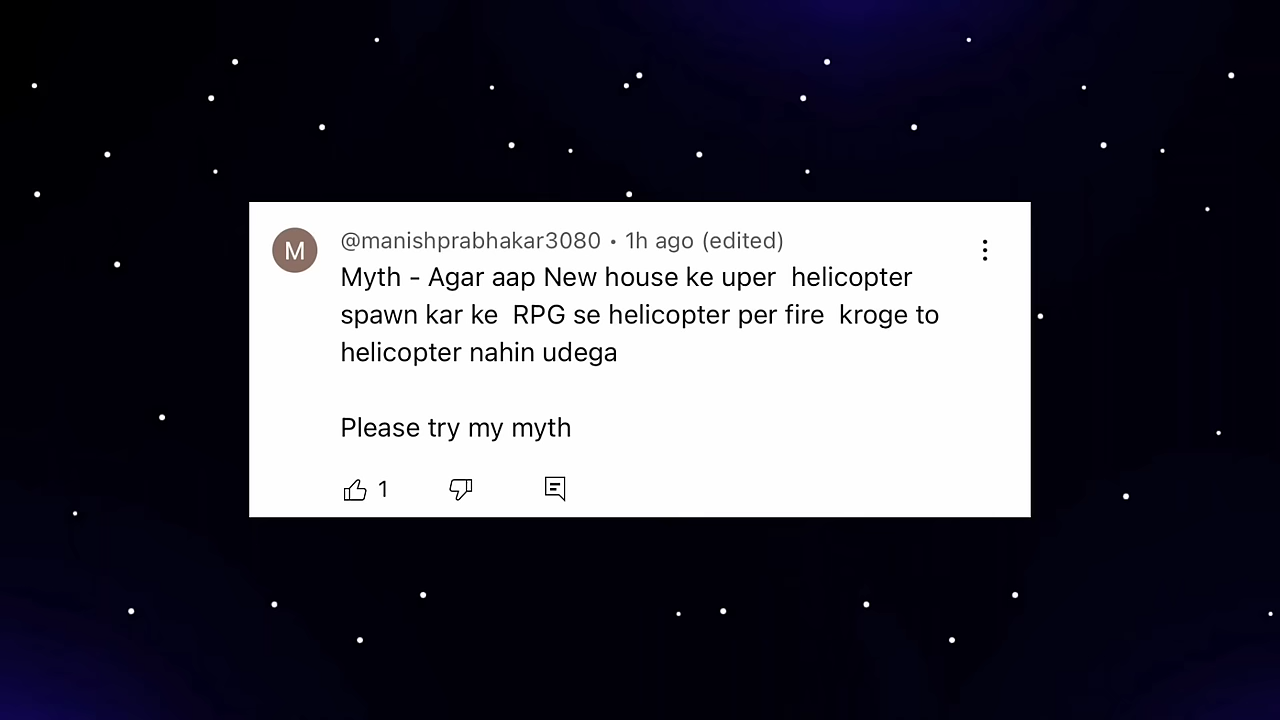 M
@manishprabhakar3080 • 1h ago (edited)
Myth - Agar aap New house ke uper helicopter
spawn kar ke RPG se helicopter per fire kroge to
helicopter nahin udega
Please try my myth
1